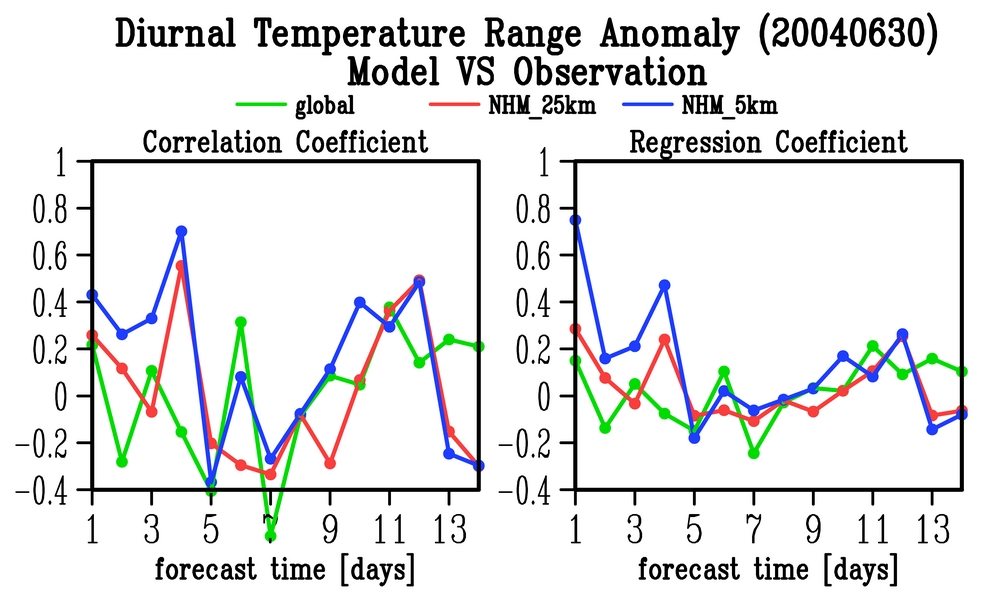 Diurnal Temperature Range Anomaly (20040630)
Model VS Observation
global NHM_25km NHM_5km
Correlation Coefficient
1
0.8
0.6
0.4
0.2
0
−0.2
−0.4
1 3 5 7 9 11 13
forecast time [days]
Regression Coefficient
1
0.8
0.6
0.4
0.2
0
−0.2
−0.4
1 3 5 7 9 11 13
forecast time [days]